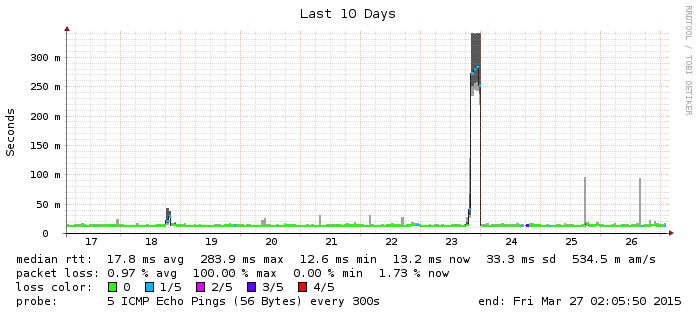 Last 10 Days
RRDTOOL / TOBI OETIKER
Seconds
300 m
250 m
200 m
150 m
100 m
50 m
0
17 18 19 20 21 22 23 24 25 26
median rtt: 17.8 ms avg 283.9 ms max 12.6 ms min 13.2 ms now 33.3 ms sd 534.5 m am/s
packet loss: 0.97 % avg 100.00 % max 0.00 % min 1.73 % now
loss color: 0 1/5 2/5 3/5 4/5
probe: 5 ICMP Echo Pings (56 Bytes) every 300s end: Fri Mar 27 02:05:50 2015